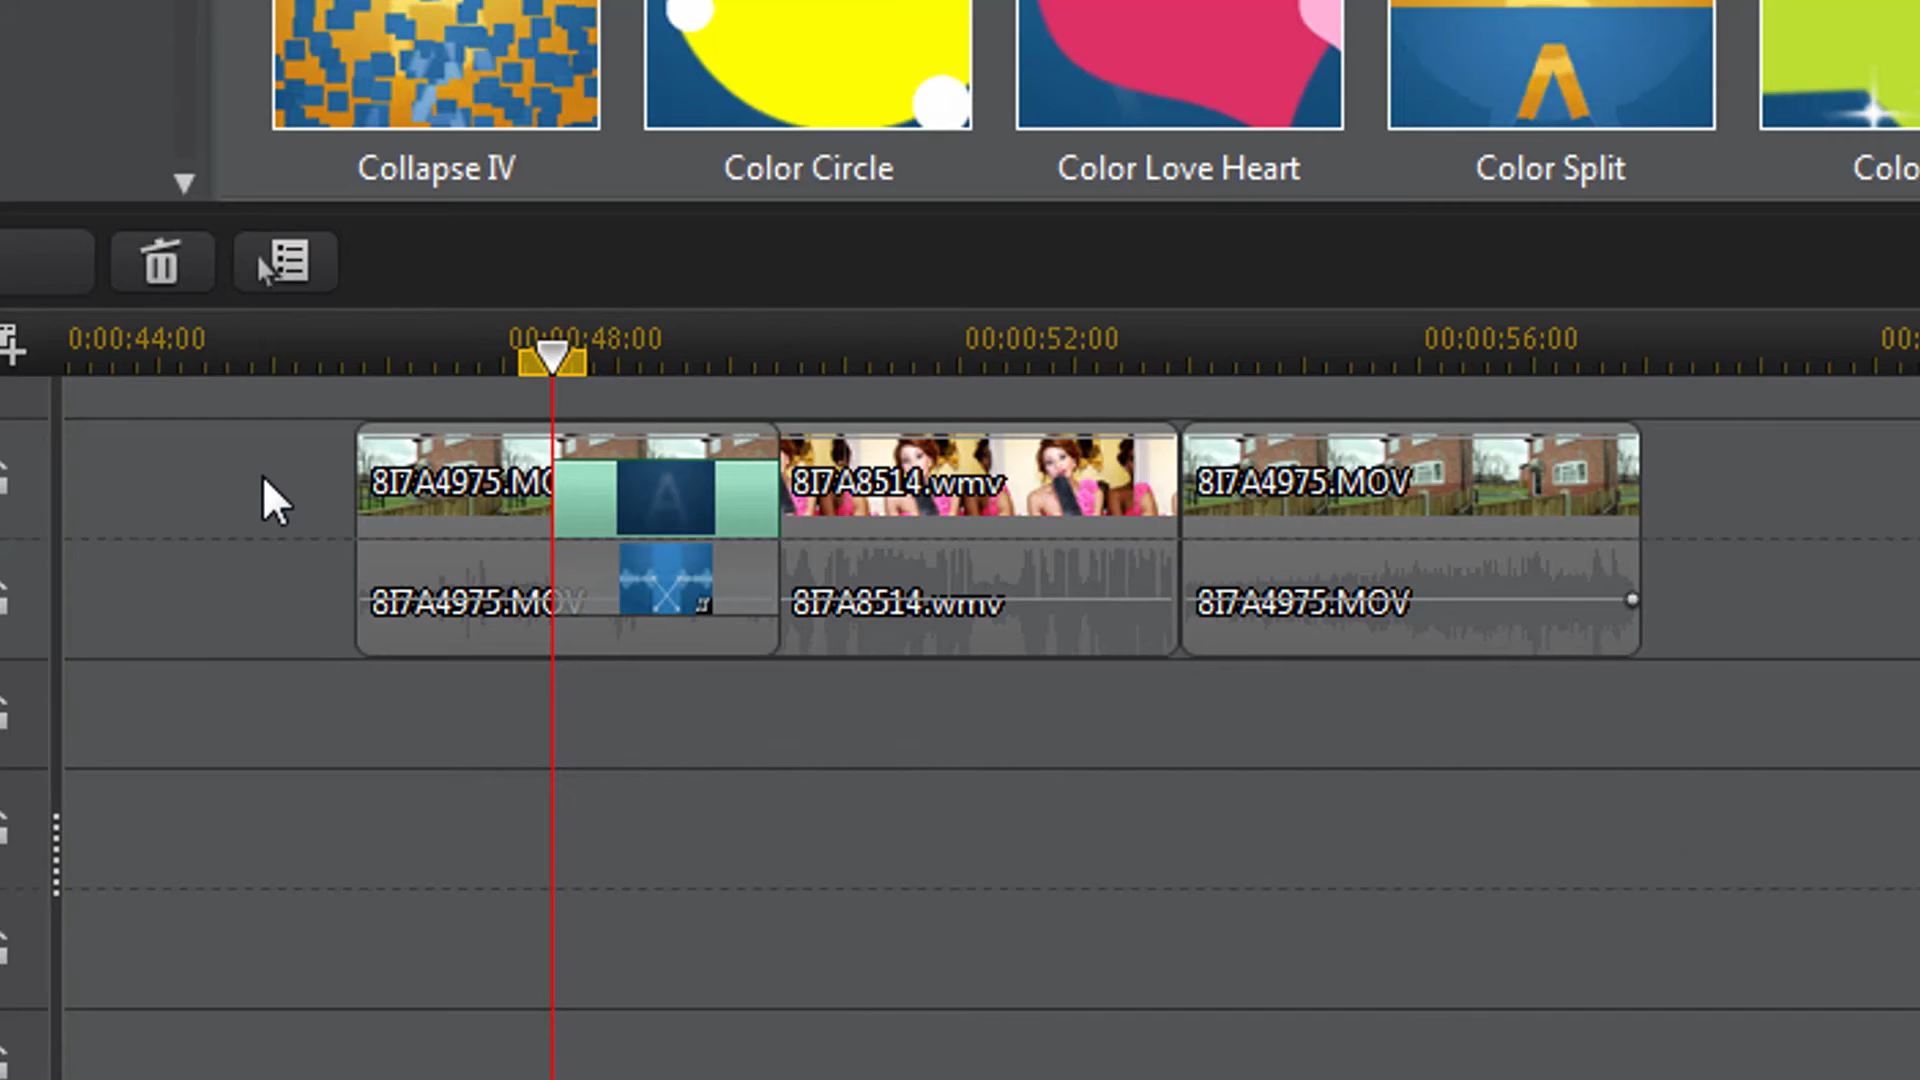 Collapse IV
Color Circle
Color Love Heart
Color Split
Colo
0:00:44:00
00:00:48:00
00:00:52:00
00:00:56:00
00:
8I7A4975.MO
8I7A8514.wmv
8I7A4975.MOV
8I7A4975.MOV
8I7A8514.wmv
8I7A4975.MOV